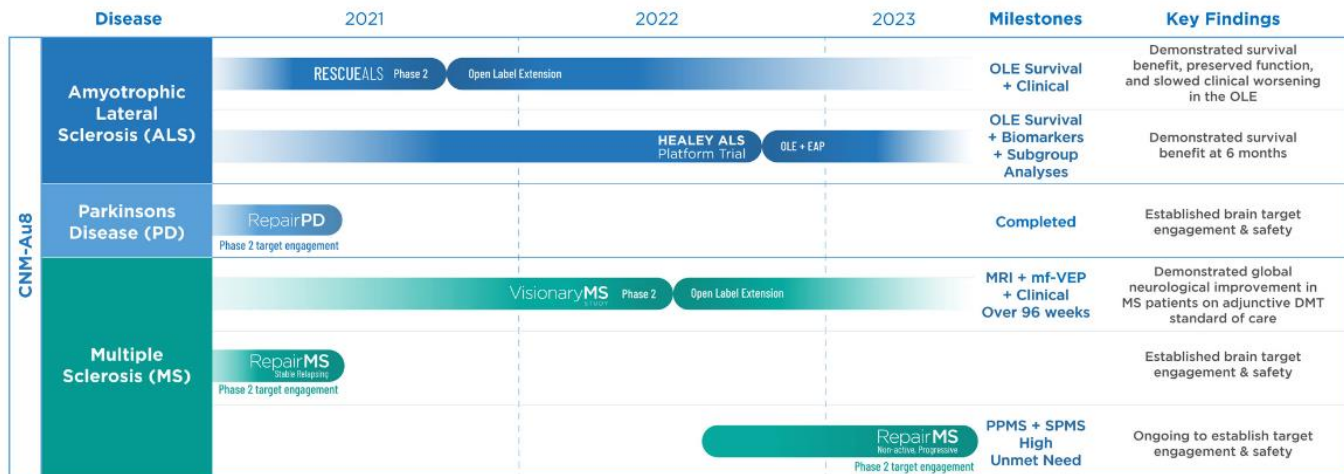 Disease 2021 2022 2023 Milestones Key Findings
CNM-Au8
Amyotrophic
Lateral
Sclerosis (ALS)
RESCUEALS Phase 2 Open Label Extension
OLE Survival
+ Clinical
Demonstrated survival
benefit, preserved function,
and slowed clinical worsening
in the OLE
HEALEY ALS
Platform Trial
OLE + EAP
OLE Survival
+ Biomarkers
+ Subgroup
Analyses
Demonstrated survival
benefit at 6 months
Parkinsons
Disease (PD)
RepairPD
Phase 2 target engagement
Completed
Established brain target
engagement & safety
Multiple
Sclerosis (MS)
VisionaryMS Phase 2 Open Label Extension
STUDY
MRI + mf-VEP
+ Clinical
Over 96 weeks
Demonstrated global
neurological improvement in
MS patients on adjunctive DMT
standard of care
RepairMS
Stable Relapsing
Phase 2 target engagement
Established brain target
engagement & safety
RepairMS
Non-active, Progressive
Phase 2 target engagement
PPMS + SPMS
High
Unmet Need
Ongoing to establish target
engagement & safety